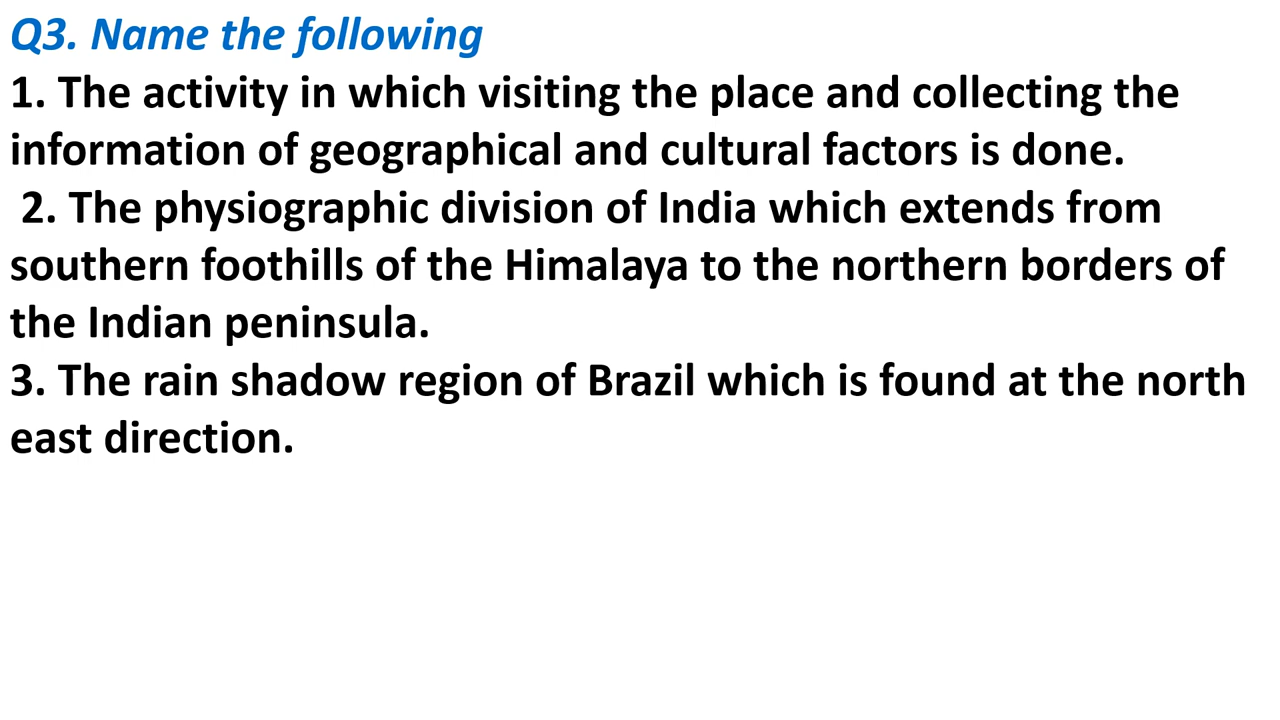 Q3. Name the following
1. The activity in which visiting the place and collecting the
information of geographical and cultural factors is done.
2. The physiographic division of India which extends from
southern foothills of the Himalaya to the northern borders of
the Indian peninsula.
3. The rain shadow region of Brazil which is found at the north
east direction.